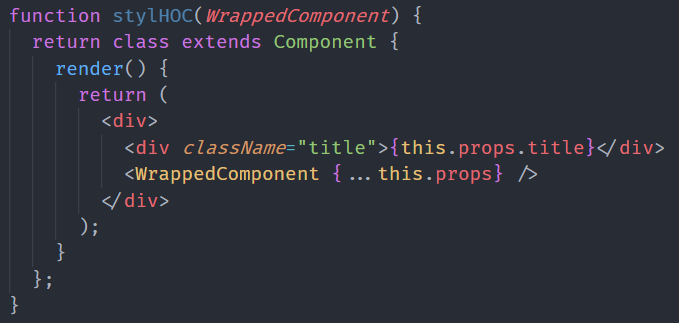 function stylHOC(WrappedComponent) {
  return class extends Component {
    render() {
      return (
        <div>
          <div className="title">{this.props.title}</div>
          <WrappedComponent {...this.props} />
        </div>
      );
    }
  };
}